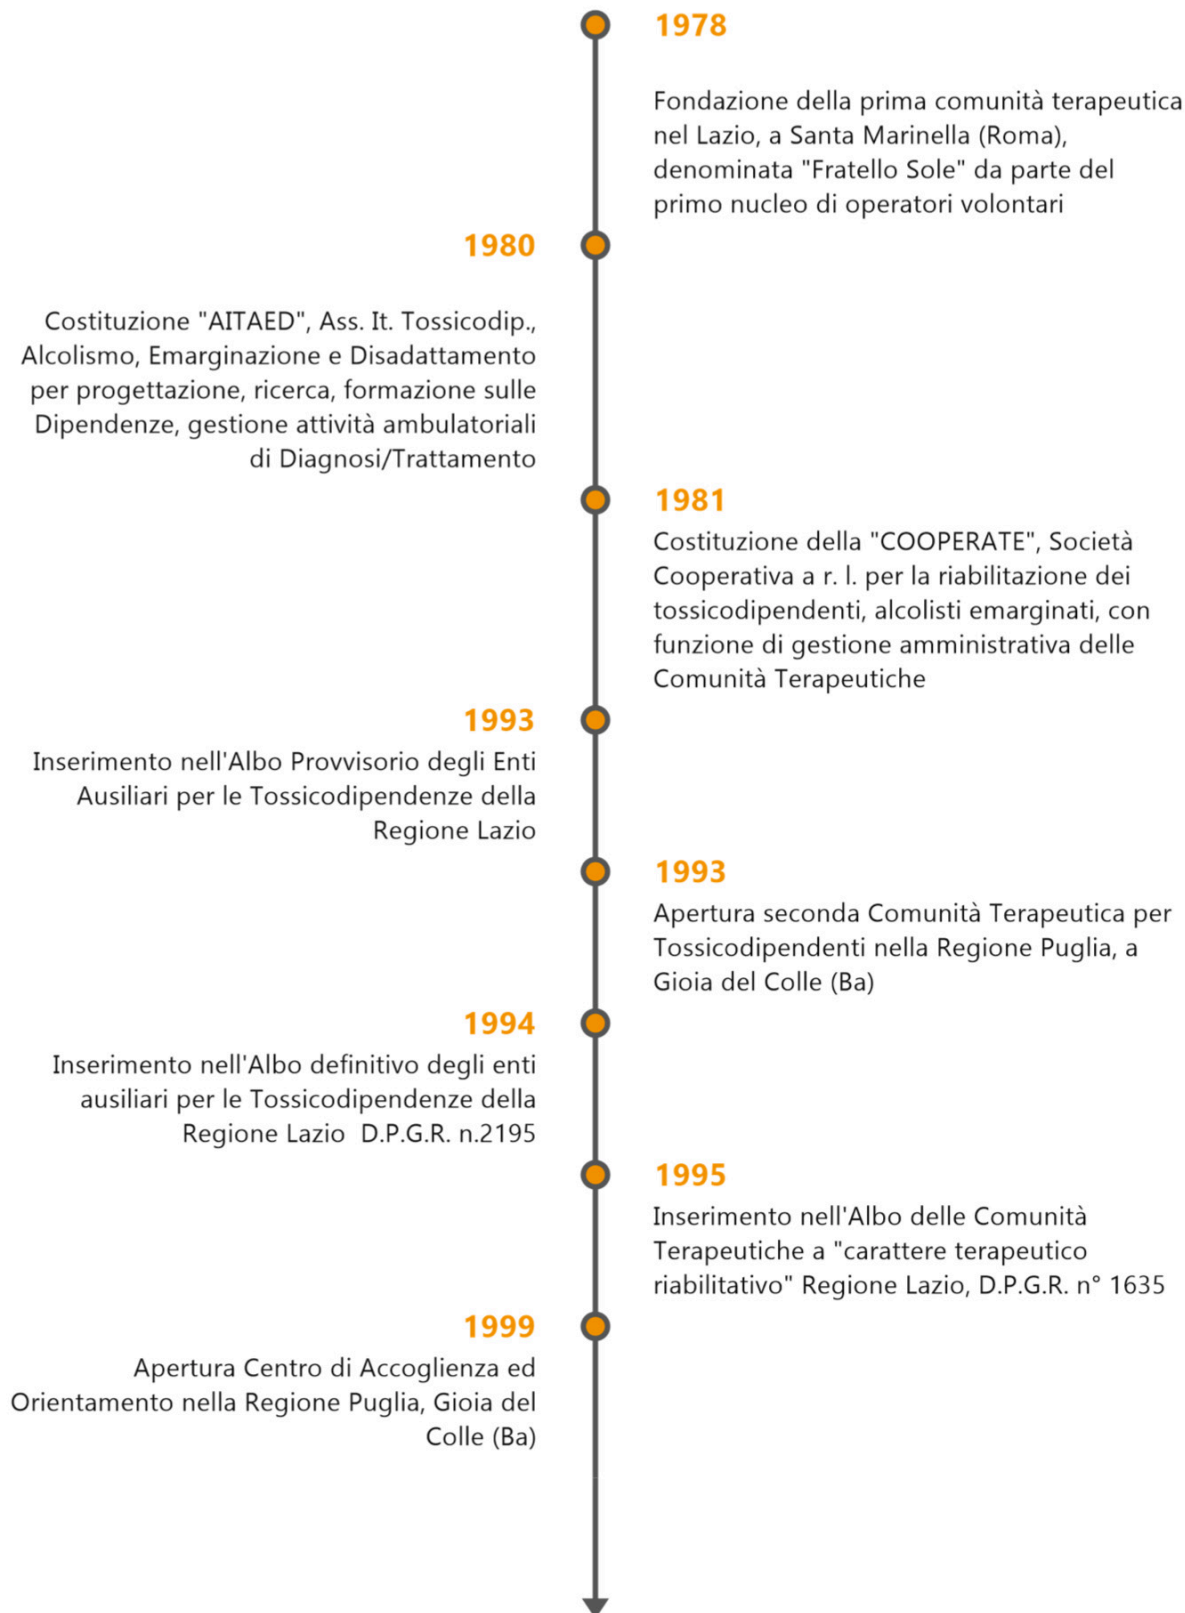 1978
Fondazione della prima comunità terapeutica
nel Lazio, a Santa Marinella (Roma),
denominata "Fratello Sole" da parte del
primo nucleo di operatori volontari
1980
Costituzione "AITAED", Ass. It. Tossicodip.,
Alcolismo, Emarginazione e Disadattamento
per progettazione, ricerca, formazione sulle
Dipendenze, gestione attività ambulatoriali
di Diagnosi/Trattamento
1981
Costituzione della "COOPERATE", Società
Cooperativa a r. l. per la riabilitazione dei
tossicodipendenti, alcolisti emarginati, con
funzione di gestione amministrativa delle
Comunità Terapeutiche
1993
Inserimento nell'Albo Provvisorio degli Enti
Ausiliari per le Tossicodipendenze della
Regione Lazio
1993
Apertura seconda Comunità Terapeutica per
Tossicodipendenti nella Regione Puglia, a
Gioia del Colle (Ba)
1994
Inserimento nell'Albo definitivo degli enti
ausiliari per le Tossicodipendenze della
Regione Lazio  D.P.G.R. n.2195
1995
Inserimento nell'Albo delle Comunità
Terapeutiche a "carattere terapeutico
riabilitativo" Regione Lazio, D.P.G.R. n° 1635
1999
Apertura Centro di Accoglienza ed
Orientamento nella Regione Puglia, Gioia del
Colle (Ba)